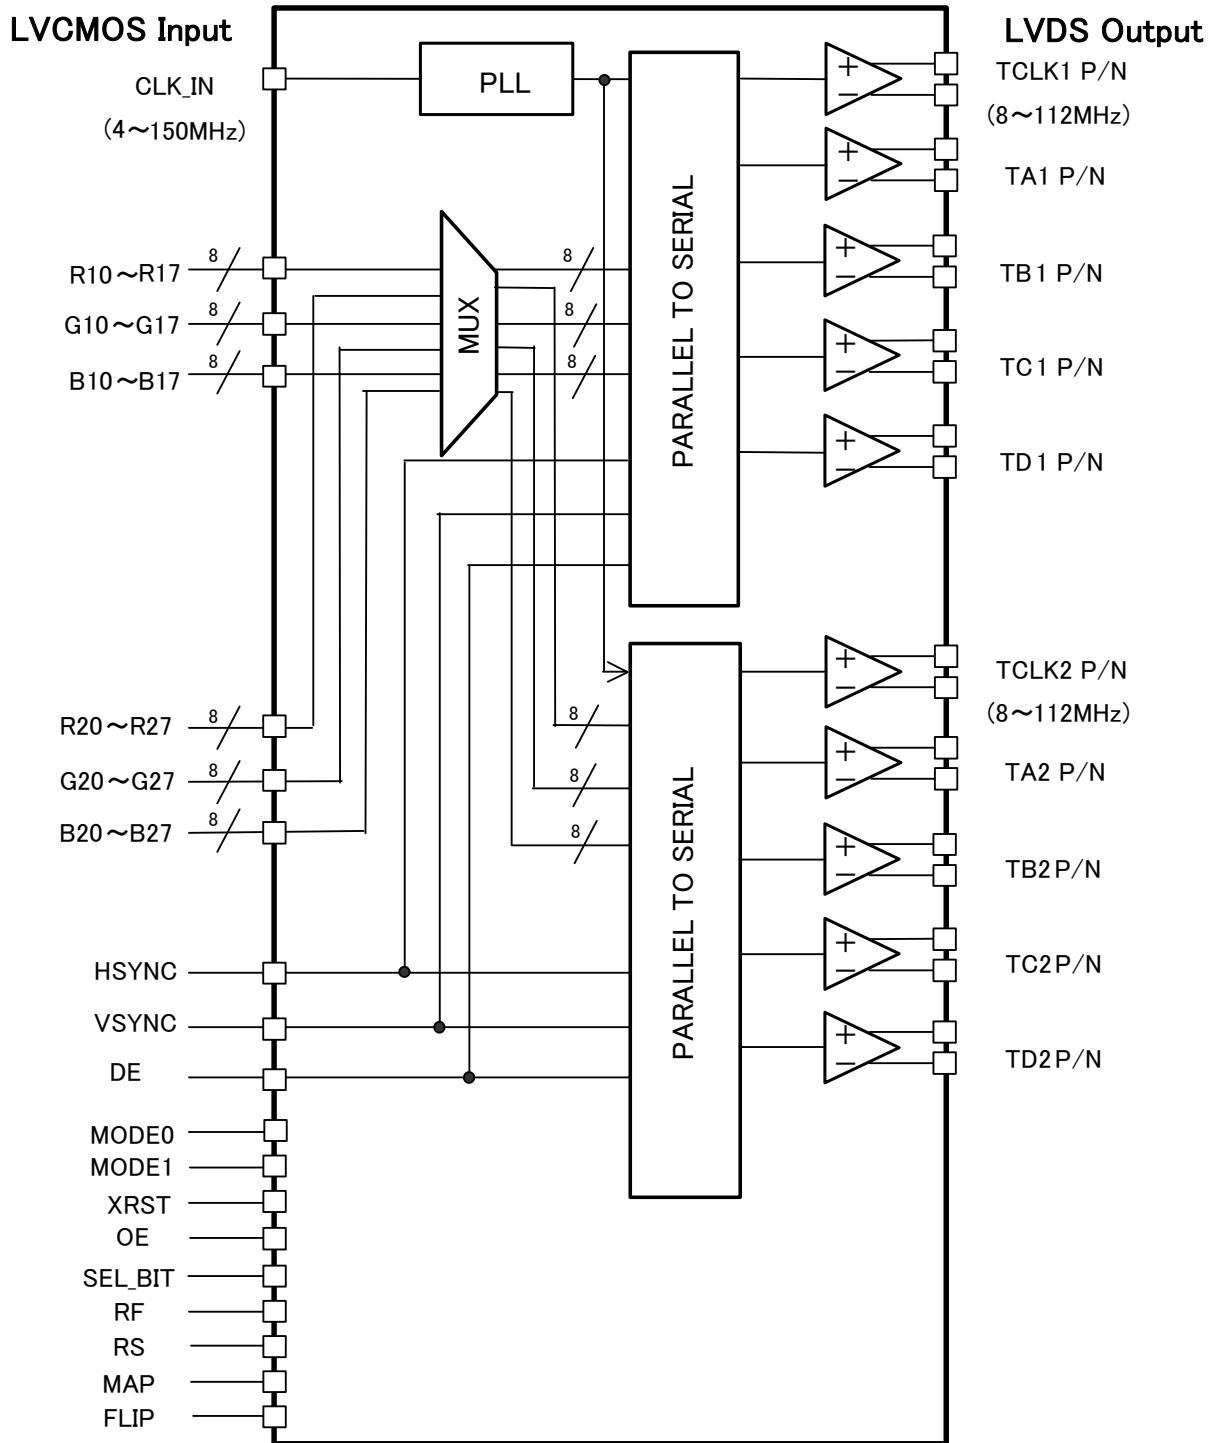 LVCMOS Input
LVDS Output
CLK_IN
(4～150MHz)
PLL
TCLK1 P/N
(8～112MHz)
TA1 P/N
R10～R17
8
8
TB1 P/N
G10～G17
8
8
B10～B17
8
8
MUX
PARALLEL TO SERIAL
TC1 P/N
TD1 P/N
TCLK2 P/N
(8～112MHz)
R20～R27
8
8
TA2 P/N
G20～G27
8
8
B20～B27
8
8
PARALLEL TO SERIAL
TB2 P/N
TC2 P/N
TD2 P/N
HSYNC
VSYNC
DE
MODE0
MODE1
XRST
OE
SEL_BIT
RF
RS
MAP
FLIP
+
−
+
−
+
−
+
−
+
−
+
−
+
−
+
−
+
−
+
−